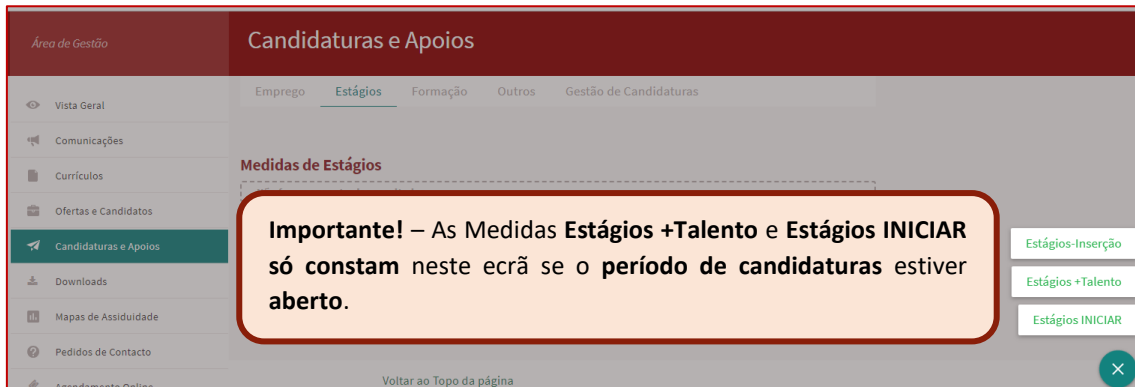 Área de Gestão
Candidaturas e Apoios
Emprego Estágios Formação Outros Gestão de Candidaturas
Vista Geral
Comunicações
Currículos
Ofertas e Candidatos
Candidaturas e Apoios
Downloads
Mapas de Assiduidade
Pedidos de Contacto
Agendamento Online
Medidas de Estágios
Importante! – As Medidas Estágios +Talento e Estágios INICIAR
só constam neste ecrã se o período de candidaturas estiver
aberto.
Estágios-Inserção
Estágios +Talento
Estágios INICIAR
Voltar ao Topo da página